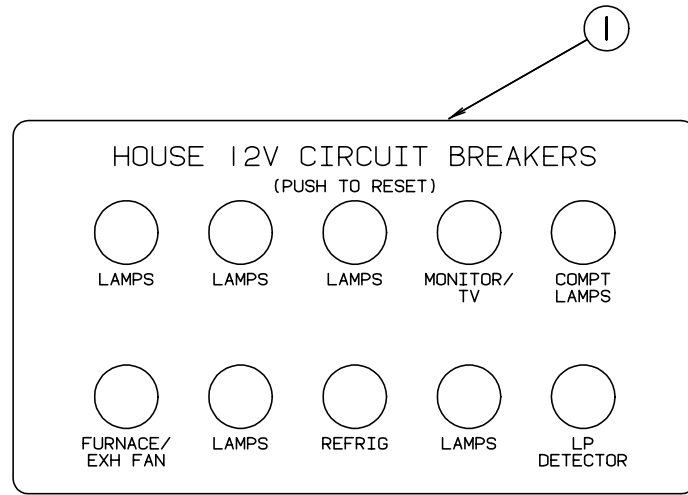 1
HOUSE 12V CIRCUIT BREAKERS
(PUSH TO RESET)
LAMPS LAMPS LAMPS MONITOR/ COMPT
TV LAMPS
FURNACE/ LAMPS REFRIG LAMPS LP
EXH FAN DETECTOR